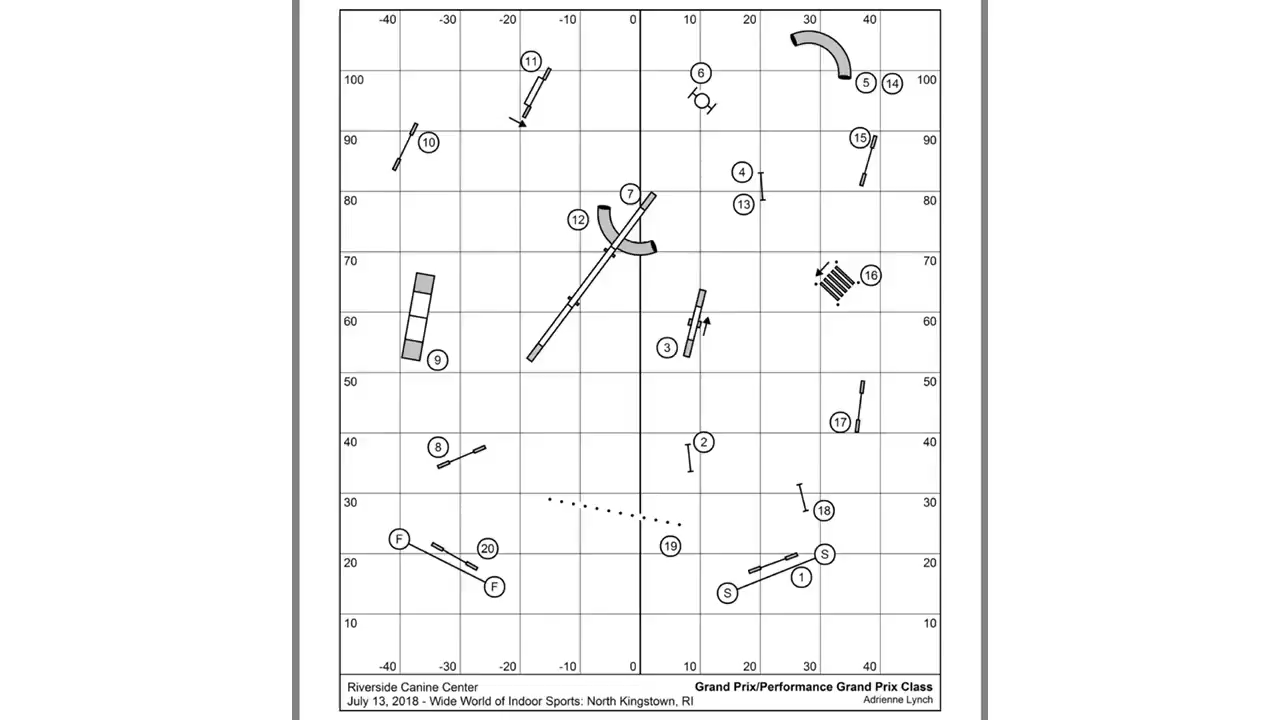 -40 -30 -20 -10 0 10 20 30 40
11 6
100 5 14 100
90 10 15 90
4
80 7 13 80
12
70 16 70
60 60
3
9
50 50
17
40 8 2 40
30 18 30
F 20 19 S
20 1 20
F S
10 10
-40 -30 -20 -10 0 10 20 30 40
Riverside Canine Center Grand Prix/Performance Grand Prix Class
July 13, 2018 - Wide World of Indoor Sports: North Kingstown, RI Adrienne Lynch